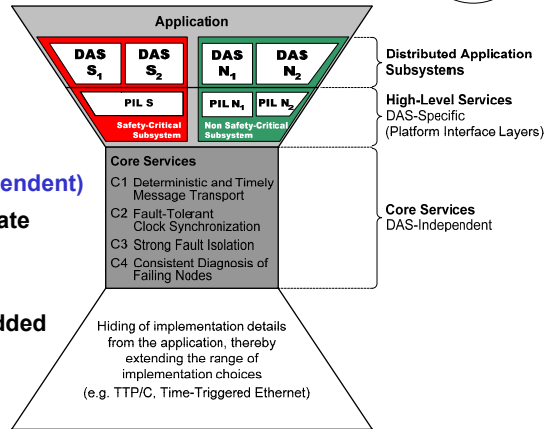 Application
DAS
S1
DAS
S2
DAS
N1
DAS
N2
Distributed Application
Subsystems
PIL S
PIL N1
PIL N2
Safety-Critical
Subsystem
Non Safety-Critical
Subsystem
High-Level Services
DAS-Specific
(Platform Interface Layers)
Core Services
C1 Deterministic and Timely
Message Transport
C2 Fault-Tolerant
Clock Synchronization
C3 Strong Fault Isolation
C4 Consistent Diagnosis of
Failing Nodes
Core Services
DAS-Independent
endent)
ate
dded
Hiding of implementation details
from the application, thereby
extending the range of
implementation choices
(e.g. TTP/C, Time-Triggered Ethernet)